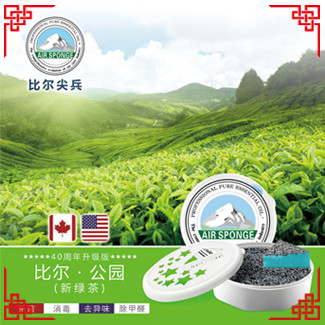 AIR SPONGE
比尔尖兵
PROFESSIONAL PURE ESSENTIAL OIL
AIR SPONGE
40周年升级版
比尔·公园
(新绿茶)
消毒
去异味
除甲醛